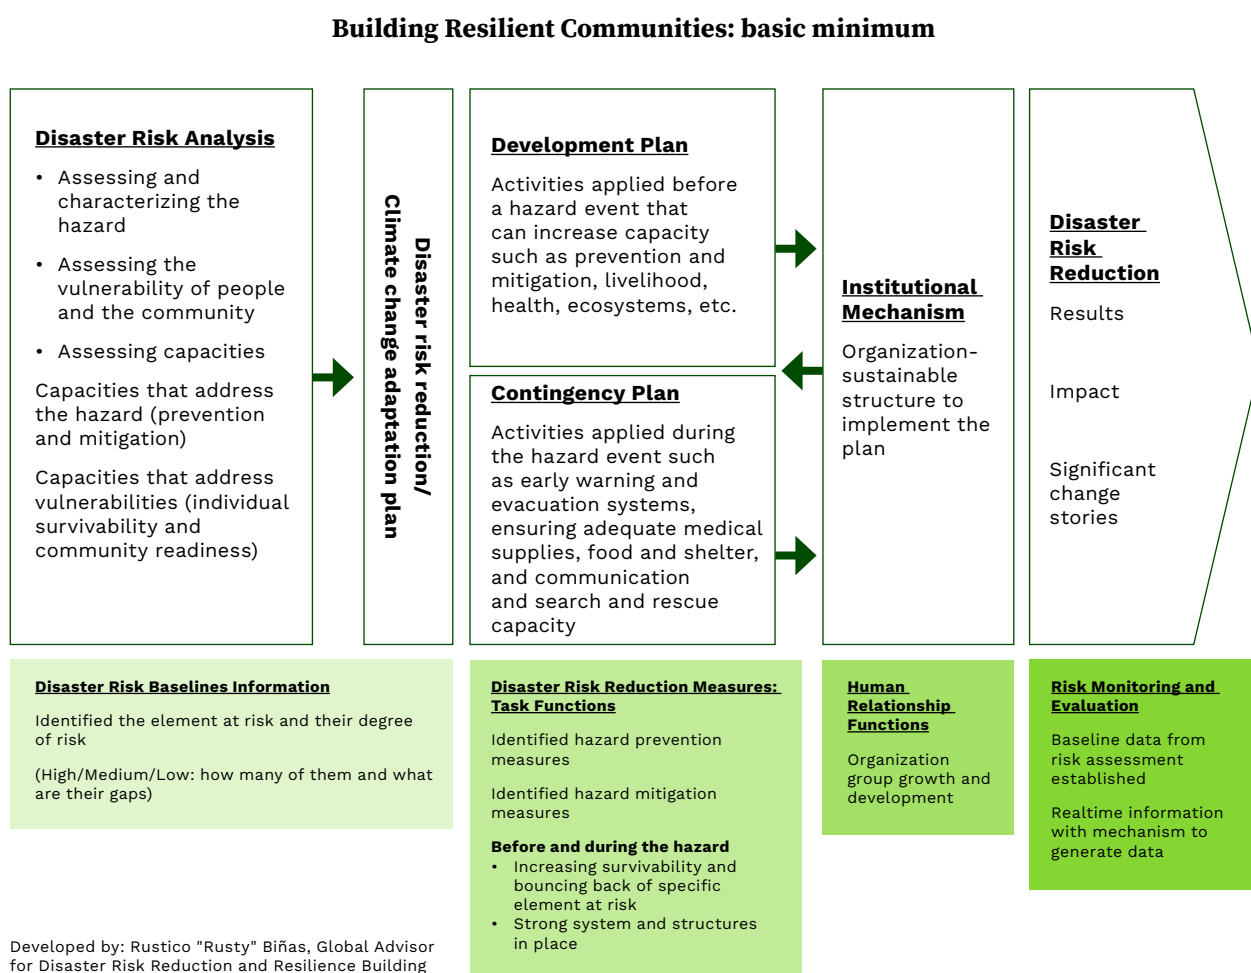 Building Resilient Communities: basic minimum
Disaster Risk Analysis
• Assessing and
characterizing the
hazard
• Assessing the
vulnerability of people
and the community
• Assessing capacities
Capacities that address
the hazard (prevention
and mitigation)
Capacities that address
vulnerabilities (individual
survivability and
community readiness)
Disaster risk reduction/
Climate change adaptation plan
Development Plan
Activities applied before
a hazard event that
can increase capacity
such as prevention and
mitigation, livelihood,
health, ecosystems, etc.
Contingency Plan
Activities applied during
the hazard event such
as early warning and
evacuation systems,
ensuring adequate medical
supplies, food and shelter,
and communication
and search and rescue
capacity
Institutional
Mechanism
Organization-
sustainable
structure to
implement the
plan
Disaster
Risk
Reduction
Results
Impact
Significant
change
stories
Disaster Risk Baselines Information
Identified the element at risk and their degree
of risk
(High/Medium/Low: how many of them and what
are their gaps)
Disaster Risk Reduction Measures:
Task Functions
Identified hazard prevention
measures
Identified hazard mitigation
measures
Before and during the hazard
• Increasing survivability and
bouncing back of specific
element at risk
• Strong system and structures
in place
Human
Relationship
Functions
Organization
group growth and
development
Risk Monitoring and
Evaluation
Baseline data from
risk assessment
established
Realtime information
with mechanism to
generate data
Developed by: Rustico "Rusty" Biñas, Global Advisor
for Disaster Risk Reduction and Resilience Building